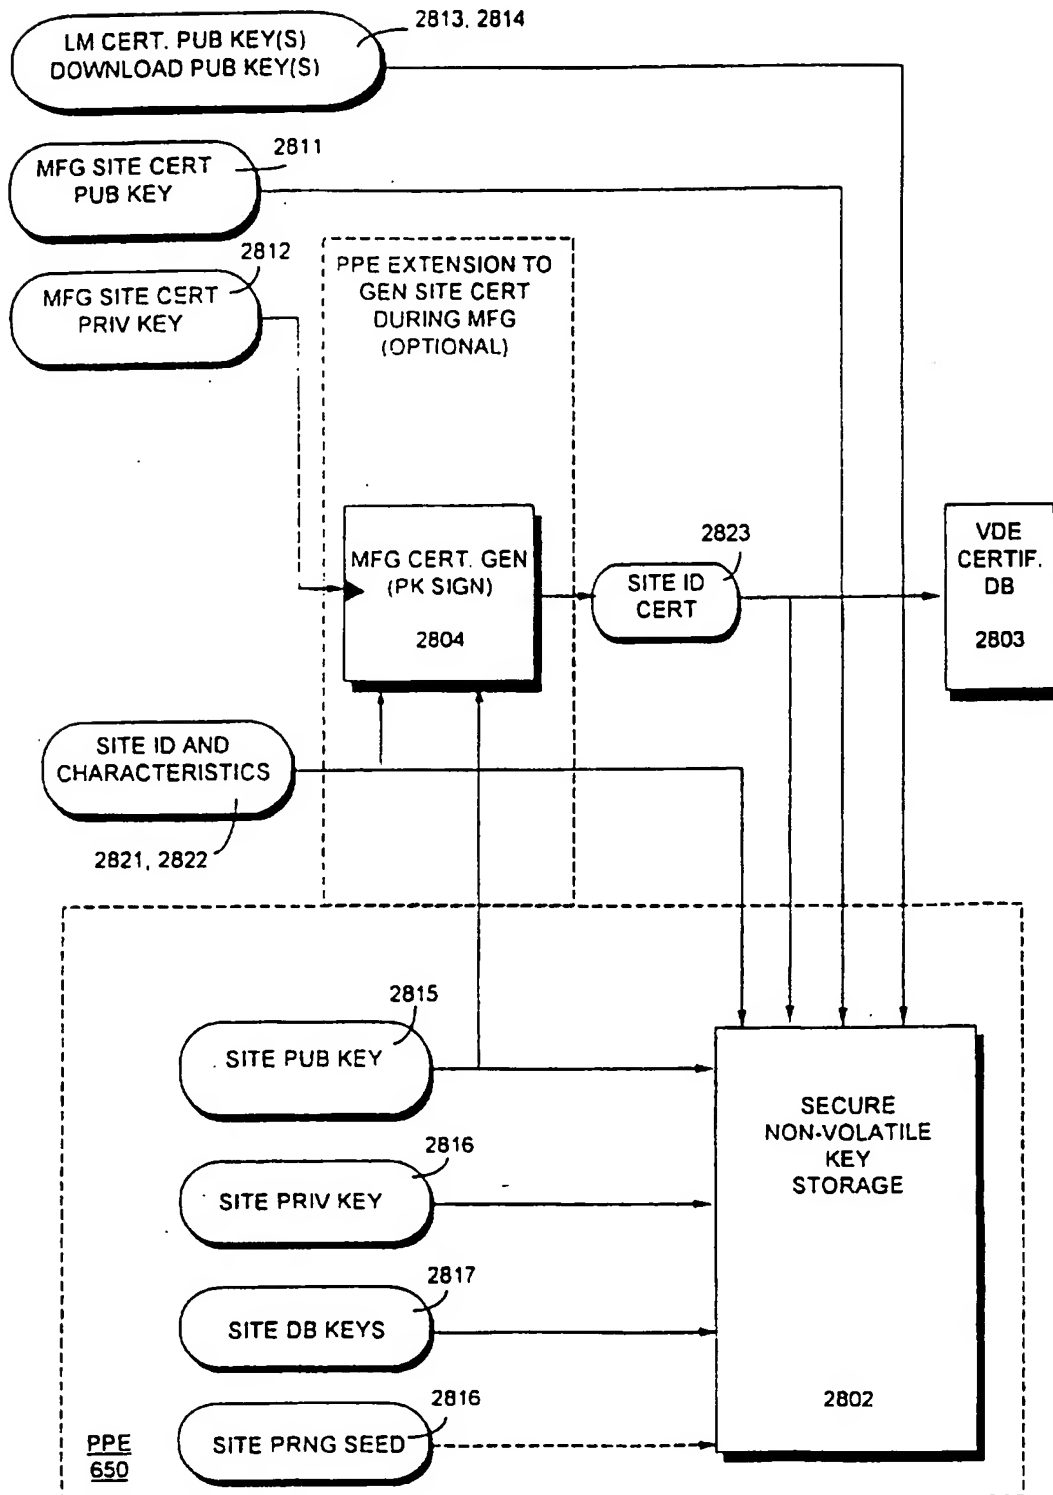 2813, 2814
LM CERT. PUB KEY(S)
DOWNLOAD PUB KEY(S)
2811
MFG SITE CERT
PUB KEY
2812
MFG SITE CERT
PRIV KEY
PPE EXTENSION TO
GEN SITE CERT
DURING MFG
(OPTIONAL)
MFG CERT. GEN
(PK SIGN)
2804
2823
SITE ID
CERT
VDE
CERTIF.
DB
2803
SITE ID AND
CHARACTERISTICS
2821, 2822
2815
SITE PUB KEY
2816
SITE PRIV KEY
2817
SITE DB KEYS
2816
SITE PRNG SEED
SECURE
NON-VOLATILE
KEY
STORAGE
2802
PPE
650